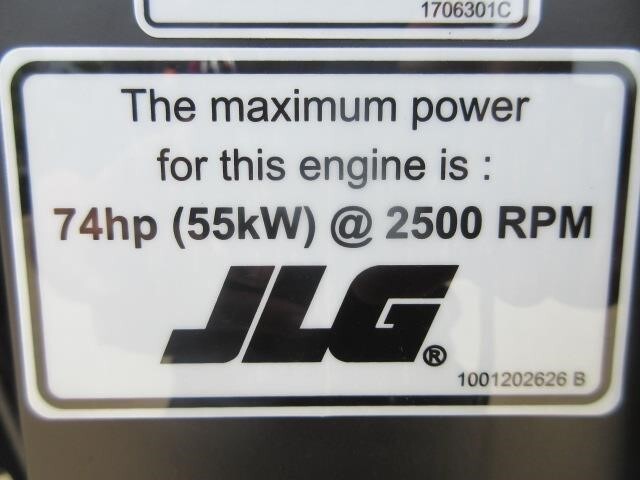 1706301C
The maximum power
for this engine is :
74hp (55kW) @ 2500 RPM
JLG®
1001202626 B